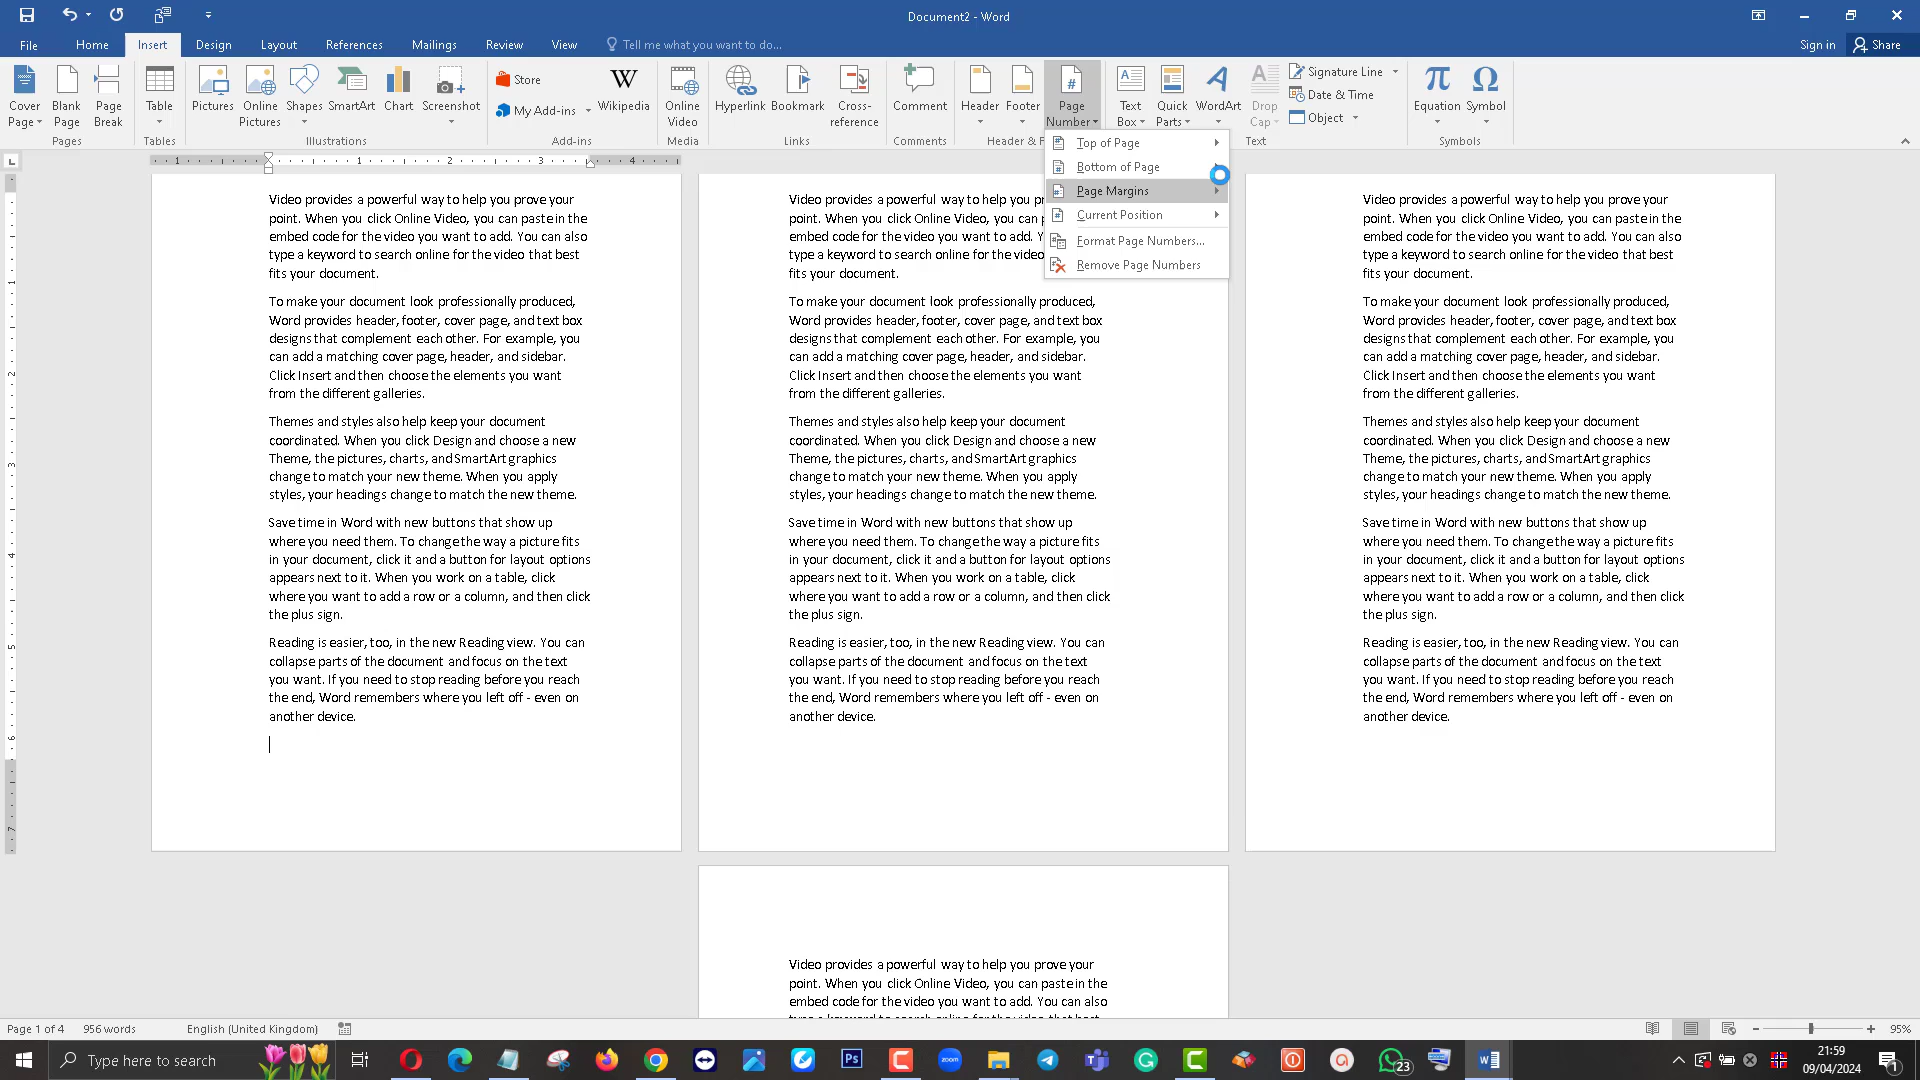 Document2 - Word
File Home Insert Design Layout References Mailings Review View Tell me what you want to do... Sign in Share
Cover Page
Blank Page
Page Break
Pages
Table
Tables
Pictures
Online Pictures
Shapes
SmartArt
Chart
Screenshot
Illustrations
Store
My Add-ins
Wikipedia
Add-ins
Online Video
Media
Hyperlink
Bookmark
Cross-reference
Links
Comment
Comments
Header
Footer
Page Number
Header & F
Text Box
Quick Parts
WordArt
Drop Cap
Signature Line
Date & Time
Object
Text
Equation
Symbol
Symbols
Top of Page
Bottom of Page
Page Margins
Current Position
Format Page Numbers...
Remove Page Numbers
1 1 2 3 4
1
2
3
4
5
6
7
Video provides a powerful way to help you prove your
point. When you click Online Video, you can paste in the
embed code for the video you want to add. You can also
type a keyword to search online for the video that best
fits your document.
To make your document look professionally produced,
Word provides header, footer, cover page, and text box
designs that complement each other. For example, you
can add a matching cover page, header, and sidebar.
Click Insert and then choose the elements you want
from the different galleries.
Themes and styles also help keep your document
coordinated. When you click Design and choose a new
Theme, the pictures, charts, and SmartArt graphics
change to match your new theme. When you apply
styles, your headings change to match the new theme.
Save time in Word with new buttons that show up
where you need them. To change the way a picture fits
in your document, click it and a button for layout options
appears next to it. When you work on a table, click
where you want to add a row or a column, and then click
the plus sign.
Reading is easier, too, in the new Reading view. You can
collapse parts of the document and focus on the text
you want. If you need to stop reading before you reach
the end, Word remembers where you left off - even on
another device.
Video provides a powerful way to help you
point. When you click Online Video, you can
embed code for the video you want to add.
type a keyword to search online for the
fits your document.
To make your document look professionally produced,
Word provides header, footer, cover page, and text box
designs that complement each other. For example, you
can add a matching cover page, header, and sidebar.
Click Insert and then choose the elements you want
from the different galleries.
Themes and styles also help keep your document
coordinated. When you click Design and choose a new
Theme, the pictures, charts, and SmartArt graphics
change to match your new theme. When you apply
styles, your headings change to match the new theme.
Save time in Word with new buttons that show up
where you need them. To change the way a picture fits
in your document, click it and a button for layout options
appears next to it. When you work on a table, click
where you want to add a row or a column, and then click
the plus sign.
Reading is easier, too, in the new Reading view. You can
collapse parts of the document and focus on the text
you want. If you need to stop reading before you reach
the end, Word remembers where you left off - even on
another device.
Video provides a powerful way to help you prove your
point. When you click Online Video, you can paste in the
embed code for the video you want to add. You can also
type a keyword to search online for the video that best
fits your document.
To make your document look professionally produced,
Word provides header, footer, cover page, and text box
designs that complement each other. For example, you
can add a matching cover page, header, and sidebar.
Click Insert and then choose the elements you want
from the different galleries.
Themes and styles also help keep your document
coordinated. When you click Design and choose a new
Theme, the pictures, charts, and SmartArt graphics
change to match your new theme. When you apply
styles, your headings change to match the new theme.
Save time in Word with new buttons that show up
where you need them. To change the way a picture fits
in your document, click it and a button for layout options
appears next to it. When you work on a table, click
where you want to add a row or a column, and then click
the plus sign.
Reading is easier, too, in the new Reading view. You can
collapse parts of the document and focus on the text
you want. If you need to stop reading before you reach
the end, Word remembers where you left off - even on
another device.
Video provides a powerful way to help you prove your
point. When you click Online Video, you can paste in the
embed code for the video you want to add. You can also
type a keyword to search online for the video that best
Page 1 of 4 956 words English (United Kingdom) 95%
Type here to search
Ps
zoom
23
21:59
09/04/2024
1